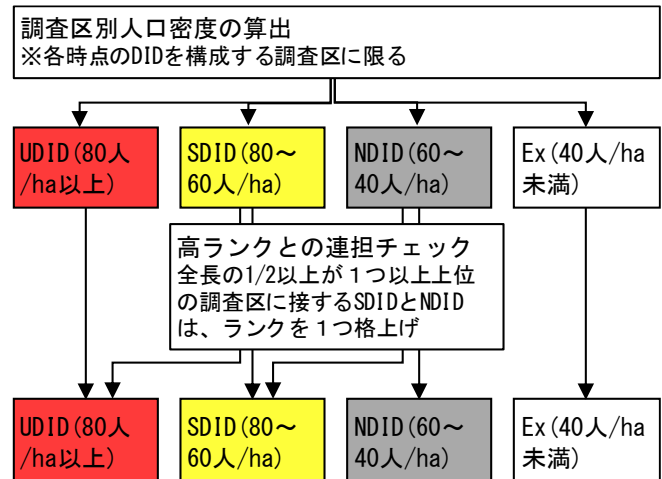 調査区別人口密度の算出
※各時点のDIDを構成する調査区に限る
UDID(80人
/ha以上)
SDID(80～
60人/ha)
NDID(60～
40人/ha)
Ex(40人/ha
未満)
高ランクとの連担チェック
全長の1/2以上が１つ以上上位
の調査区に接するSDIDとNDID
は、ランクを１つ格上げ
UDID(80人
/ha以上)
SDID(80～
60人/ha)
NDID(60～
40人/ha)
Ex(40人/ha
未満)